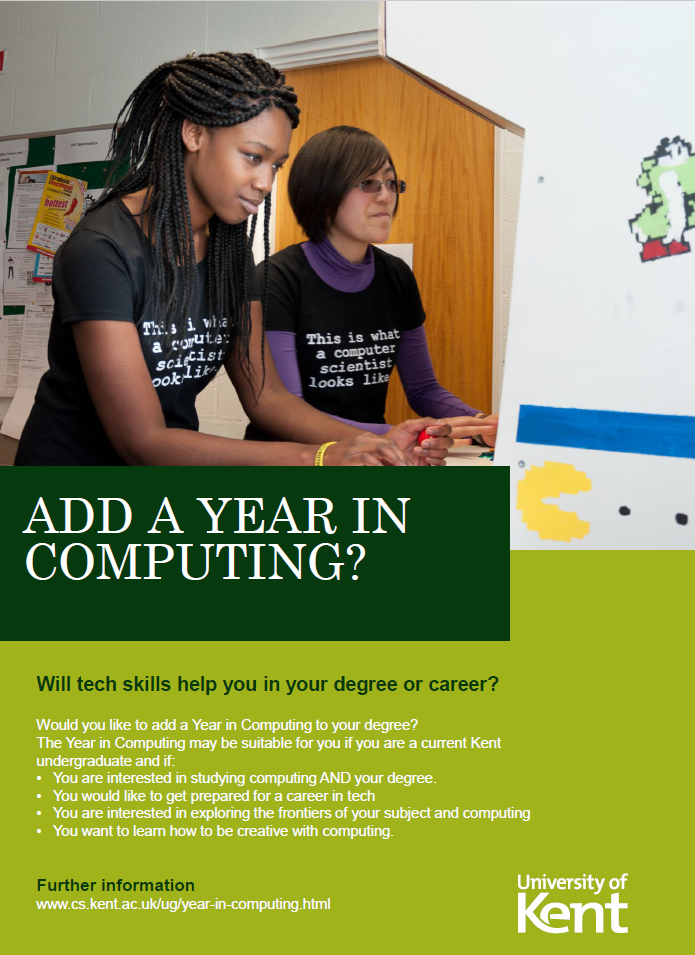 hottest
This is what
a computer
scientist
looks like
This is what
a computer
scientist
looks like
ADD A YEAR IN
COMPUTING?
Will tech skills help you in your degree or career?
Would you like to add a Year in Computing to your degree?
The Year in Computing may be suitable for you if you are a current Kent
undergraduate and if:
• You are interested in studying computing AND your degree.
• You would like to get prepared for a career in tech
• You are interested in exploring the frontiers of your subject and computing
• You want to learn how to be creative with computing.
Further information
www.cs.kent.ac.uk/ug/year-in-computing.html
University of
Kent